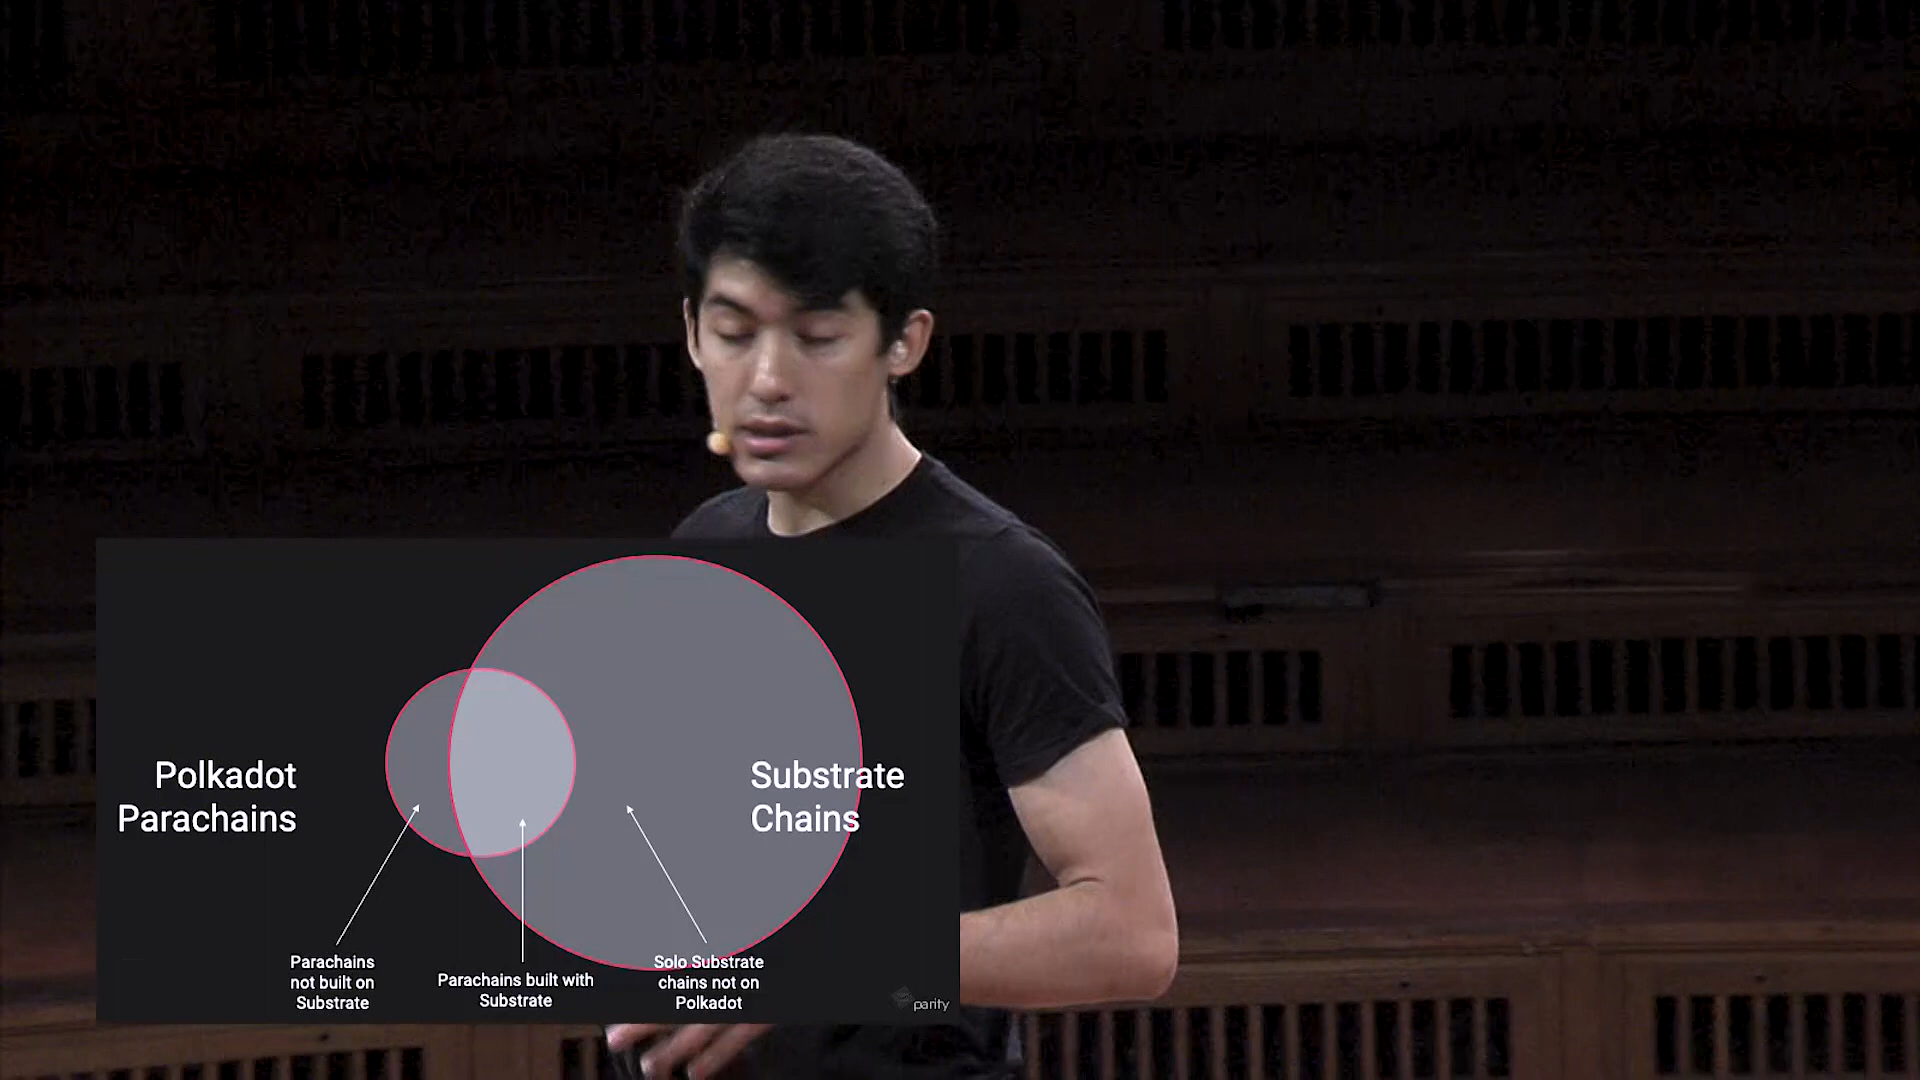 Polkadot
Parachains
Substrate
Chains
Parachains
not built on
Substrate
Parachains built with
Substrate
Solo Substrate
chains not on
Polkadot
parity